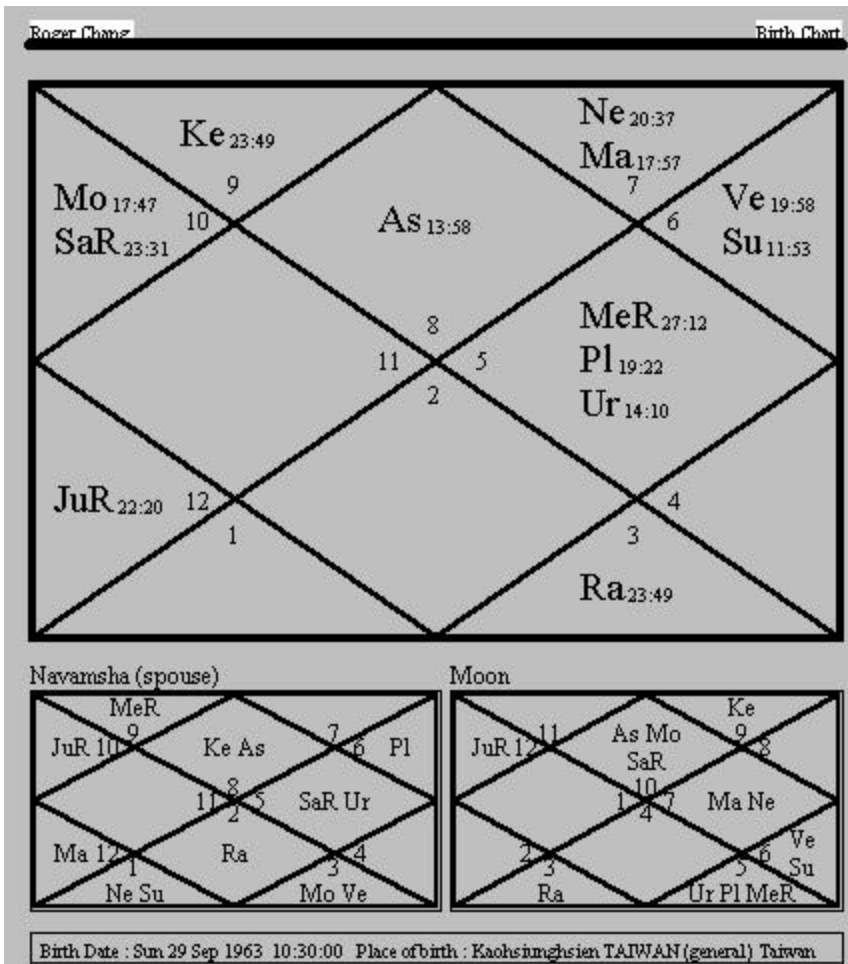 Roger Chang
Birth Chart
Ke 23:49
Ne 20:37
Ma 17:57
9
7
Mo 17:47
SaR 23:31
10
As 13:58
6
Ve 19:58
Su 11:53
8
11
5
2
MeR 27:12
Pl 19:22
Ur 14:10
JuR 22:20
12
1
4
3
Ra 23:49
Navamsha (spouse)
MeR
9
7
JuR 10
Ke As
6 Pl
8
11 5
2
SaR Ur
Ma 12
1
Ra
4
3
Ne Su
Mo Ve
Moon
Ke
11
9
JuR 12
As Mo
SaR
8
10
1 7
4
Ma Ne
2
3
6
5
Ve
Su
Ra
Ur Pl MeR
Birth Date : Sun 29 Sep 1963 10:30:00 Place of birth : Kaohsiunghsien TAIWAN (general) Taiwan